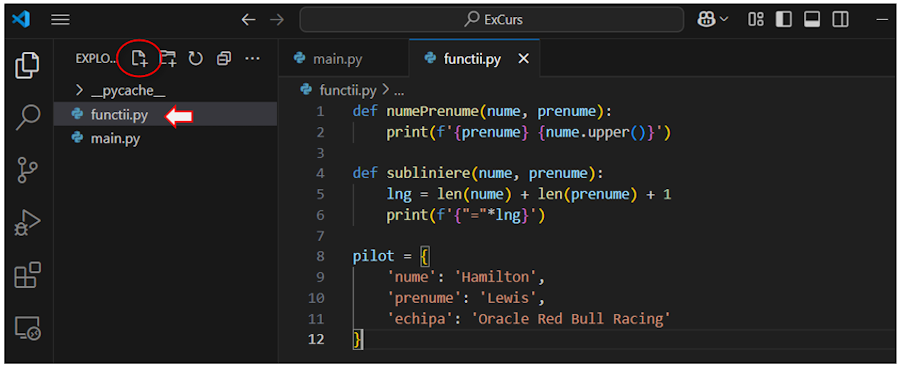 ExCurs
EXPLO...
main.py
functii.py
__pycache__
functii.py
main.py
functii.py > ...
1 def numePrenume(nume, prenume):
2 print(f'{prenume} {nume.upper()}')
3
4 def subliniere(nume, prenume):
5 lng = len(nume) + len(prenume) + 1
6 print(f'{"="*lng}')
7
8 pilot = {
9 'nume': 'Hamilton',
10 'prenume': 'Lewis',
11 'echipa': 'Oracle Red Bull Racing'
12 }